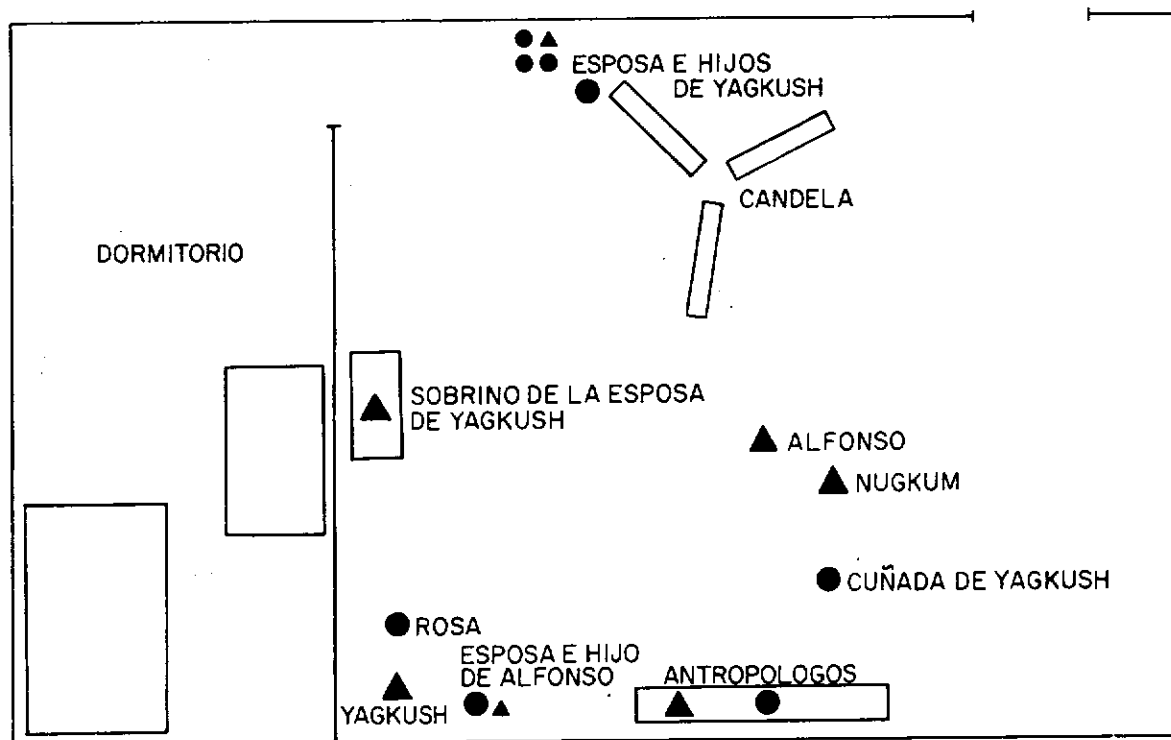 ESPOSA E HIJOS
DE YAGKUSH
CANDELA
DORMITORIO
SOBRINO DE LA ESPOSA
DE YAGKUSH
ALFONSO
NUGKUM
CUÑADA DE YAGKUSH
ROSA
ESPOSA E HIJO
DE ALFONSO
ANTROPOLOGOS
YAGKUSH